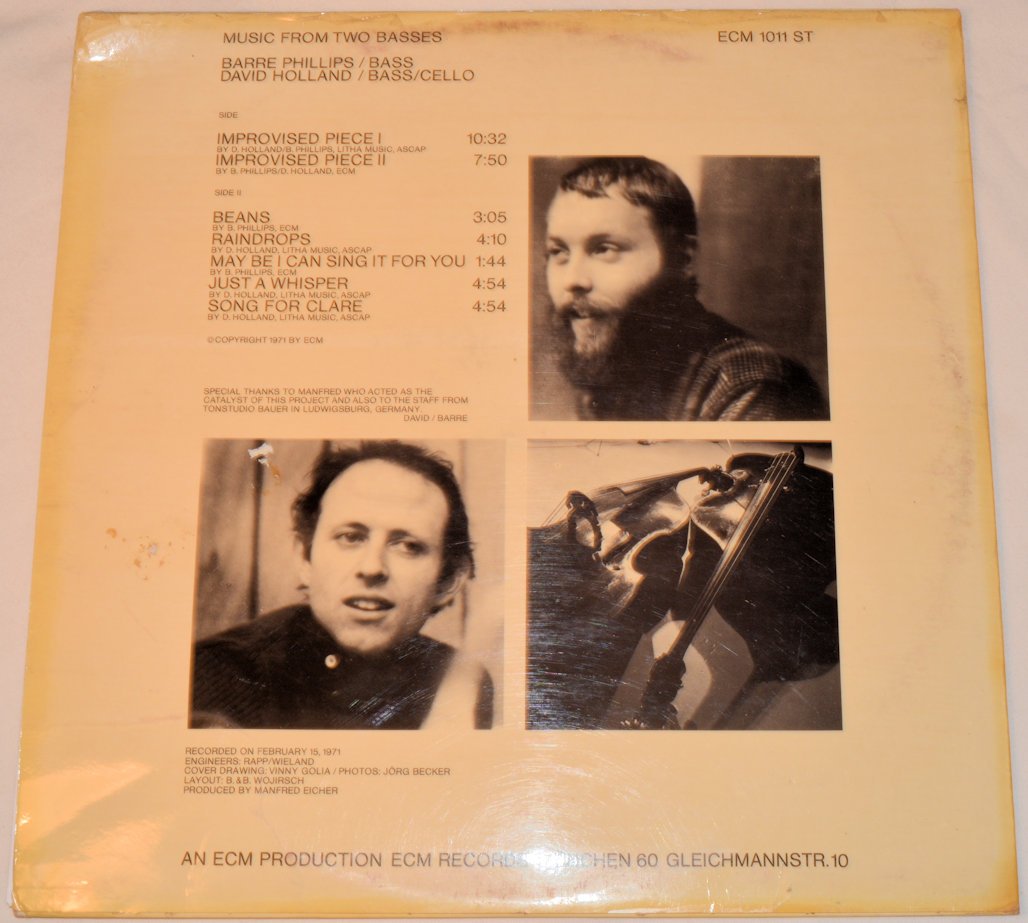 MUSIC FROM TWO BASSES
ECM 1011 ST
BARRE PHILLIPS / BASS
DAVID HOLLAND / BASS/CELLO
SIDE
IMPROVISED PIECE I 10:32
BY D. HOLLAND/B. PHILLIPS, LITHA MUSIC, ASCAP
IMPROVISED PIECE II 7:50
BY B. PHILLIPS/D. HOLLAND, ECM
SIDE II
BEANS 3:05
BY B. PHILLIPS, ECM
RAINDROPS 4:10
BY D. HOLLAND, LITHA MUSIC, ASCAP
MAY BE I CAN SING IT FOR YOU 1:44
BY B. PHILLIPS, ECM
JUST A WHISPER 4:54
BY D. HOLLAND, LITHA MUSIC, ASCAP
SONG FOR CLARE 4:54
BY D. HOLLAND, LITHA MUSIC, ASCAP
© COPYRIGHT 1971 BY ECM
SPECIAL THANKS TO MANFRED WHO ACTED AS THE
CATALYST OF THIS PROJECT AND ALSO TO THE STAFF FROM
TONSTUDIO BAUER IN LUDWIGSBURG, GERMANY.
DAVID / BARRE
RECORDED ON FEBRUARY 15, 1971
ENGINEERS: RAPP/WIELAND
COVER DRAWING: VINNY GOLIA / PHOTOS: JÖRG BECKER
LAYOUT: B. & B. WOJIRSCH
PRODUCED BY MANFRED EICHER
AN ECM PRODUCTION ECM 60 GLEICHMANNSTR. 10